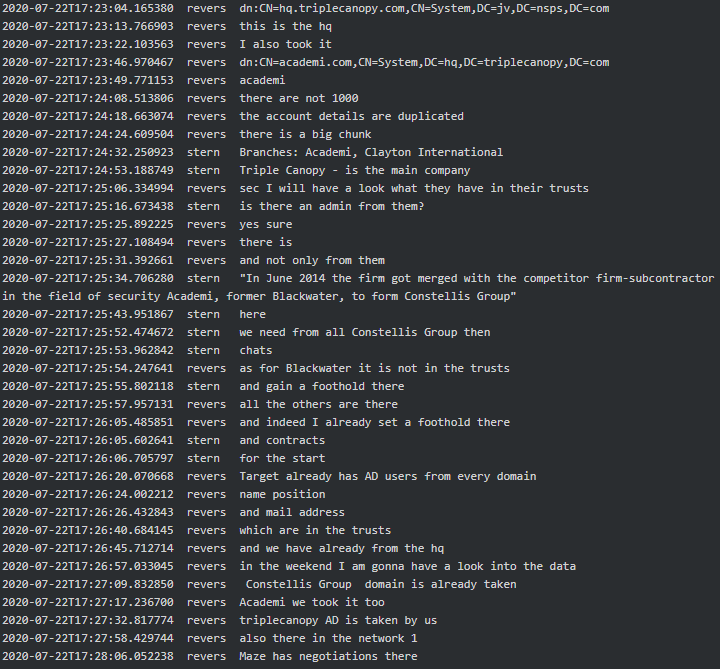 2020-07-22T17:23:04.165380 revers dn:CN=hq.triplecanopy.com,CN=System,DC=jv,DC=nsps,DC=com
2020-07-22T17:23:13.766903 revers this is the hq
2020-07-22T17:23:22.103563 revers I also took it
2020-07-22T17:23:46.970467 revers dn:CN=academi.com,CN=System,DC=hq,DC=triplecanopy,DC=com
2020-07-22T17:23:49.771153 revers academi
2020-07-22T17:24:08.513806 revers there are not 1000
2020-07-22T17:24:18.663074 revers the account details are duplicated
2020-07-22T17:24:24.609504 revers there is a big chunk
2020-07-22T17:24:32.250923 stern Branches: Academi, Clayton International
2020-07-22T17:24:53.188749 stern Triple Canopy - is the main company
2020-07-22T17:25:06.334994 revers sec I will have a look what they have in their trusts
2020-07-22T17:25:16.673438 stern is there an admin from them?
2020-07-22T17:25:25.892225 revers yes sure
2020-07-22T17:25:27.108494 revers there is
2020-07-22T17:25:31.392661 revers and not only from them
2020-07-22T17:25:34.706280 stern "In June 2014 the firm got merged with the competitor firm-subcontractor
in the field of security Academi, former Blackwater, to form Constellis Group"
2020-07-22T17:25:43.951867 stern here
2020-07-22T17:25:52.474672 stern we need from all Constellis Group then
2020-07-22T17:25:53.962842 stern chats
2020-07-22T17:25:54.247641 revers as for Blackwater it is not in the trusts
2020-07-22T17:25:55.802118 stern and gain a foothold there
2020-07-22T17:25:57.957131 revers all the others are there
2020-07-22T17:26:05.485851 revers and indeed I already set a foothold there
2020-07-22T17:26:05.602641 stern and contracts
2020-07-22T17:26:06.705797 stern for the start
2020-07-22T17:26:20.070668 revers Target already has AD users from every domain
2020-07-22T17:26:24.002212 revers name position
2020-07-22T17:26:26.432843 revers and mail address
2020-07-22T17:26:40.684145 revers which are in the trusts
2020-07-22T17:26:45.712714 revers and we have already from the hq
2020-07-22T17:26:57.033045 revers in the weekend I am gonna have a look into the data
2020-07-22T17:27:09.832850 revers Constellis Group domain is already taken
2020-07-22T17:27:17.236700 revers Academi we took it too
2020-07-22T17:27:32.817774 revers triplecanopy AD is taken by us
2020-07-22T17:27:58.429744 revers also there in the network 1
2020-07-22T17:28:06.052238 revers Maze has negotiations there